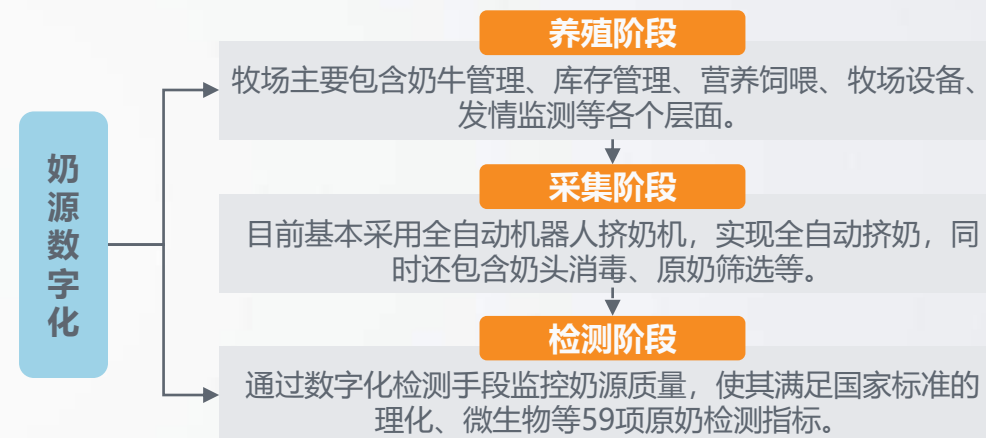 奶源数字化
养殖阶段
牧场主要包含奶牛管理、库存管理、营养饲喂、牧场设备、
发情监测等各个层面。
采集阶段
目前基本采用全自动机器人挤奶机，实现全自动挤奶，同
时还包含奶头消毒、原奶筛选等。
检测阶段
通过数字化检测手段监控奶源质量，使其满足国家标准的
理化、微生物等59项原奶检测指标。